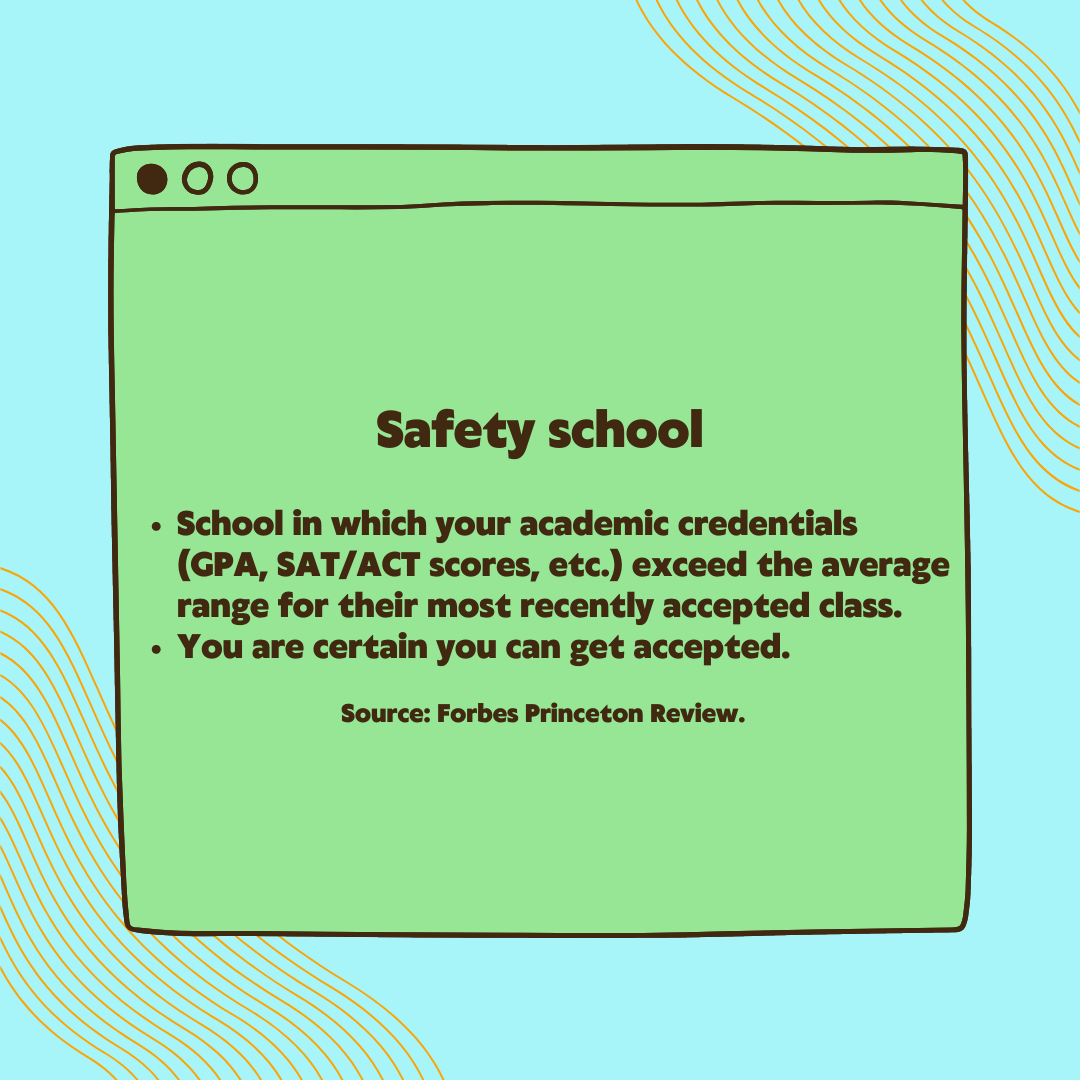 Safety school
• School in which your academic credentials
(GPA, SAT/ACT scores, etc.) exceed the average
range for their most recently accepted class.
• You are certain you can get accepted.
Source: Forbes Princeton Review.